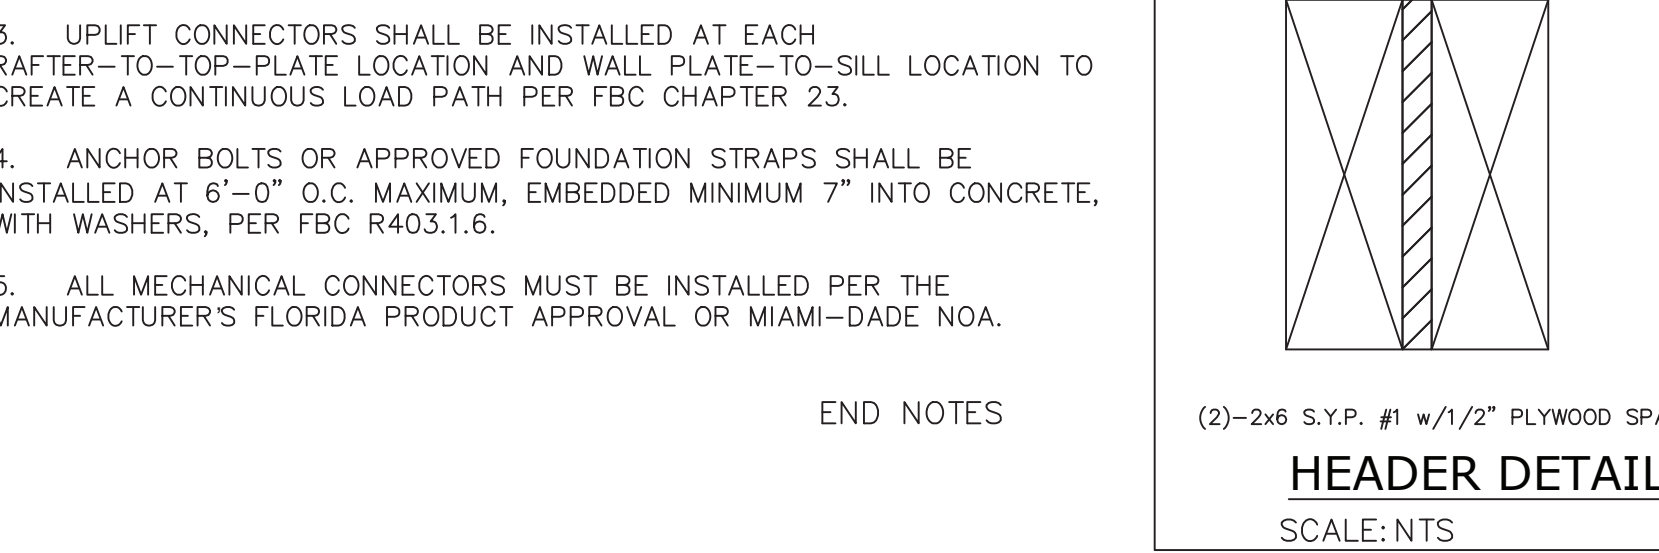 3. UPLIFT CONNECTORS SHALL BE INSTALLED AT EACH
RAFTER-TO-TOP-PLATE LOCATION AND WALL PLATE-TO-SILL LOCATION TO
CREATE A CONTINUOUS LOAD PATH PER FBC CHAPTER 23.
4. ANCHOR BOLTS OR APPROVED FOUNDATION STRAPS SHALL BE
INSTALLED AT 6'-0" O.C. MAXIMUM, EMBEDDED MINIMUM 7" INTO CONCRETE,
WITH WASHERS, PER FBC R403.1.6.
5. ALL MECHANICAL CONNECTORS MUST BE INSTALLED PER THE
MANUFACTURER'S FLORIDA PRODUCT APPROVAL OR MIAMI-DADE NOA.
END NOTES
(2)-2x6 S.Y.P. #1 w/1/2" PLYWOOD
HEADER DETAIL
SCALE: NTS